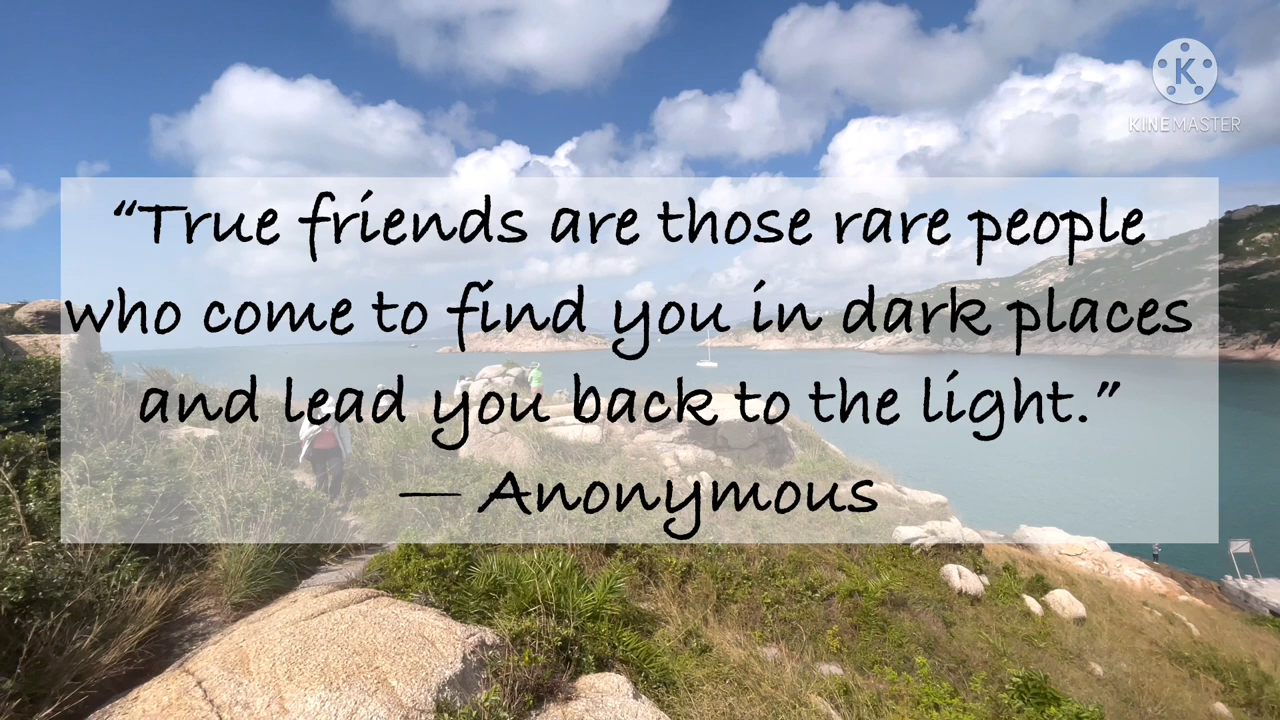 KINEMASTER
“True friends are those rare people
who come to find you in dark places
and lead you back to the light.”
— Anonymous